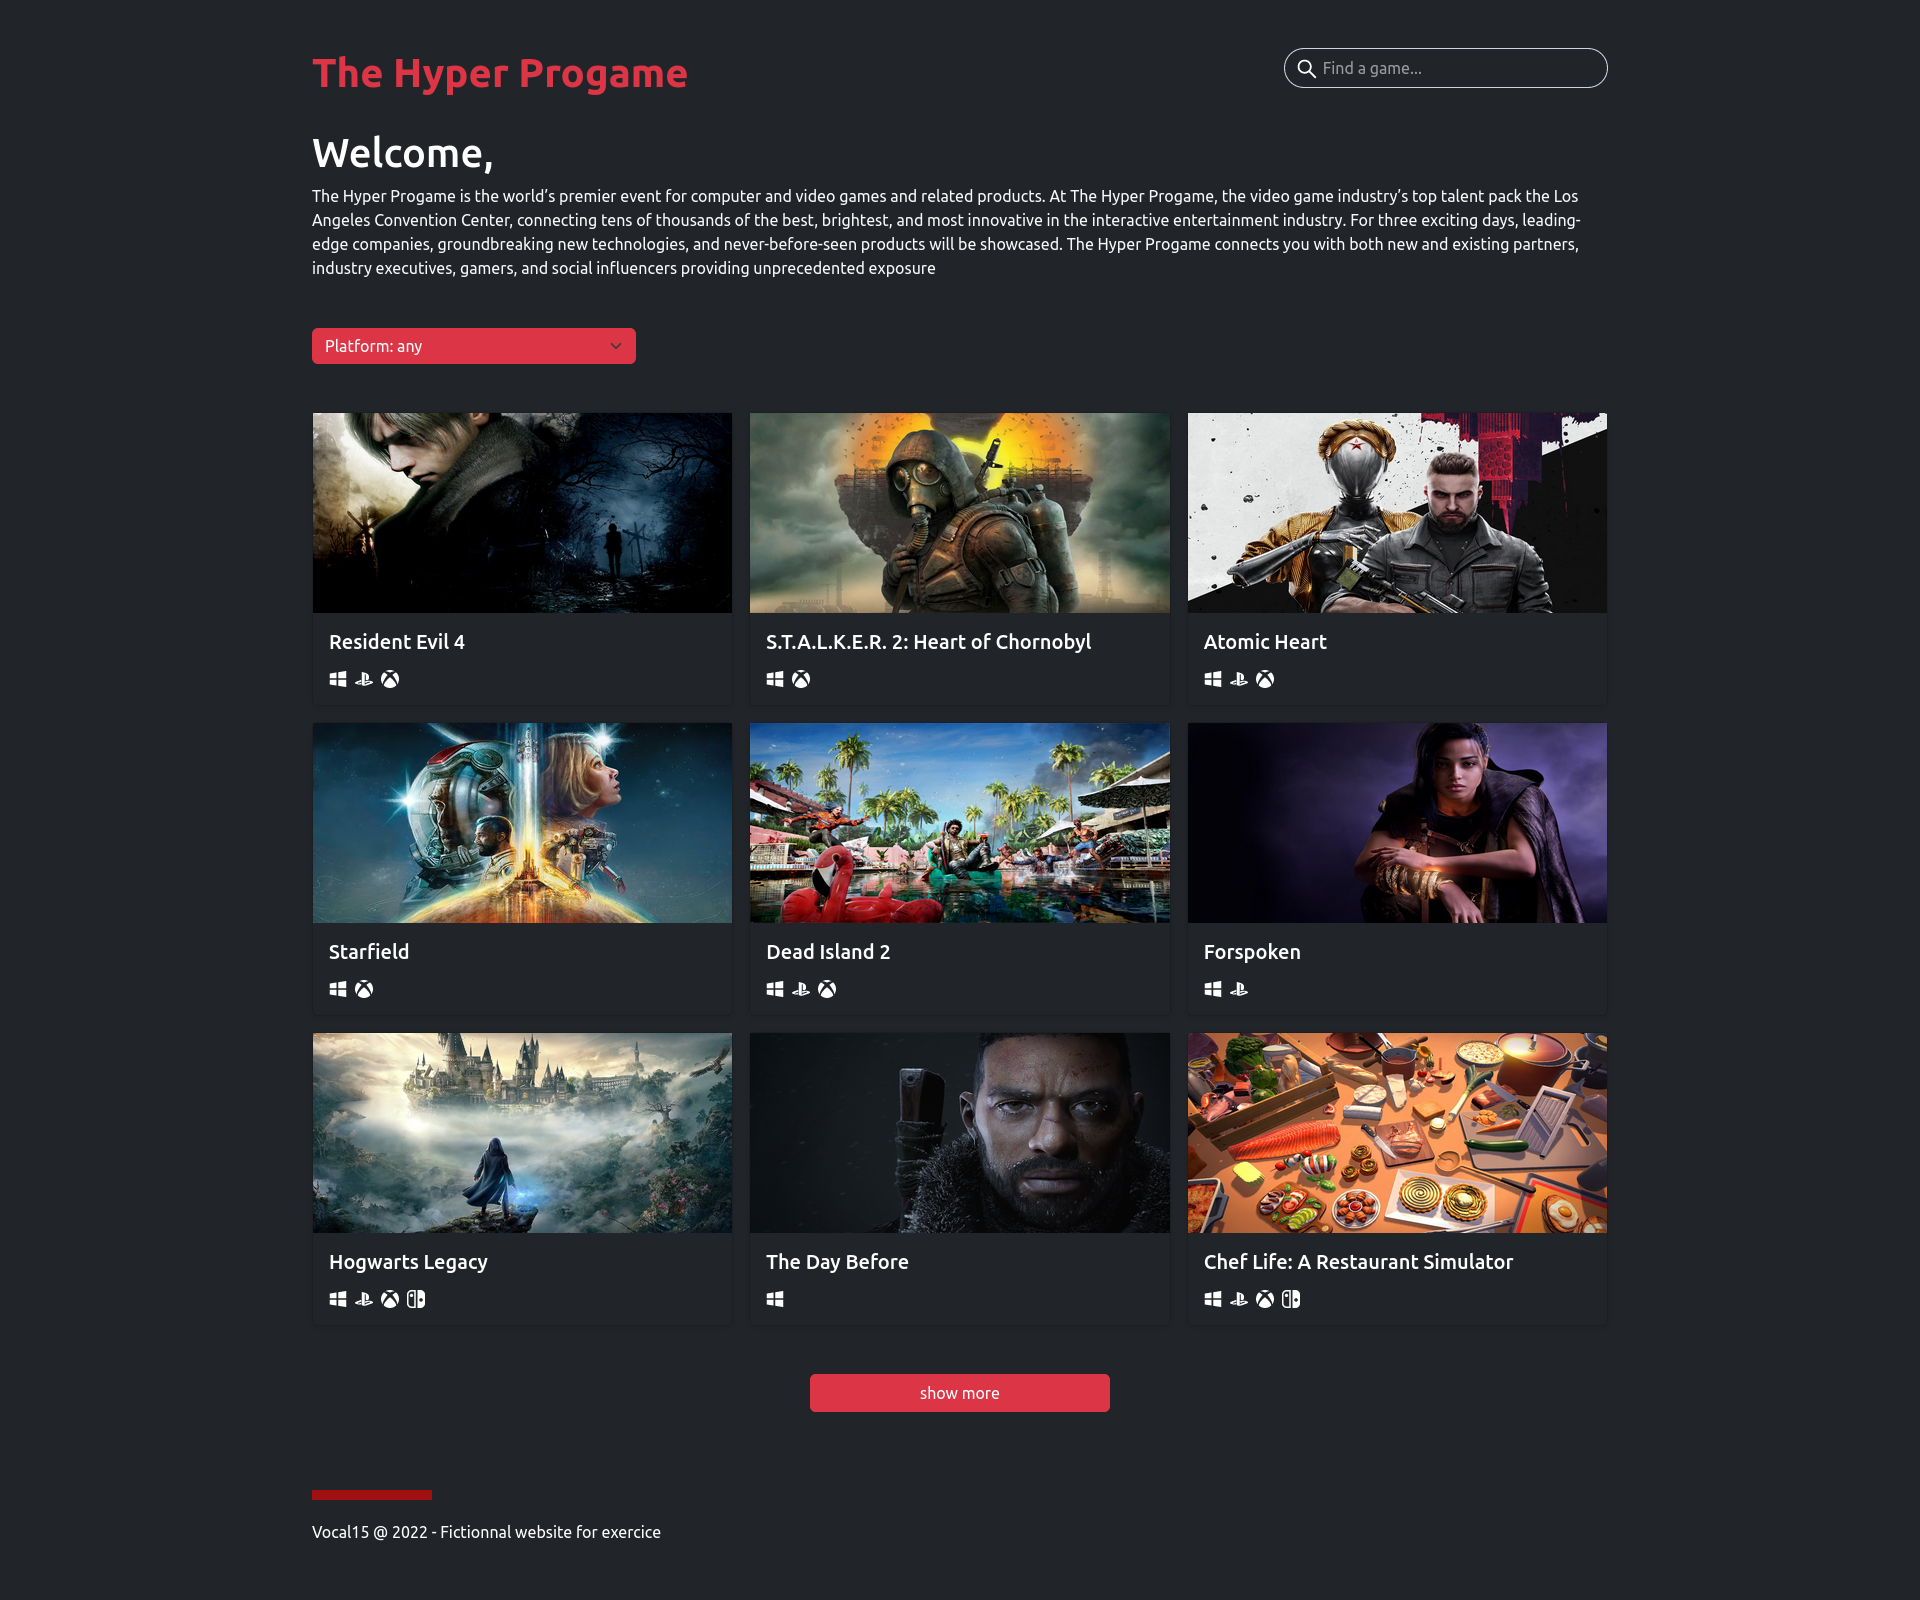 The Hyper Progame
Find a game...
Welcome,
The Hyper Progame is the world’s premier event for computer and video games and related products. At The Hyper Progame, the video game industry’s top talent pack the Los
Angeles Convention Center, connecting tens of thousands of the best, brightest, and most innovative in the interactive entertainment industry. For three exciting days, leading-
edge companies, groundbreaking new technologies, and never-before-seen products will be showcased. The Hyper Progame connects you with both new and existing partners,
industry executives, gamers, and social influencers providing unprecedented exposure
Platform: any
Resident Evil 4
S.T.A.L.K.E.R. 2: Heart of Chornobyl
Atomic Heart
Starfield
Dead Island 2
Forspoken
Hogwarts Legacy
The Day Before
Chef Life: A Restaurant Simulator
show more
Vocal15 @ 2022 - Fictionnal website for exercice